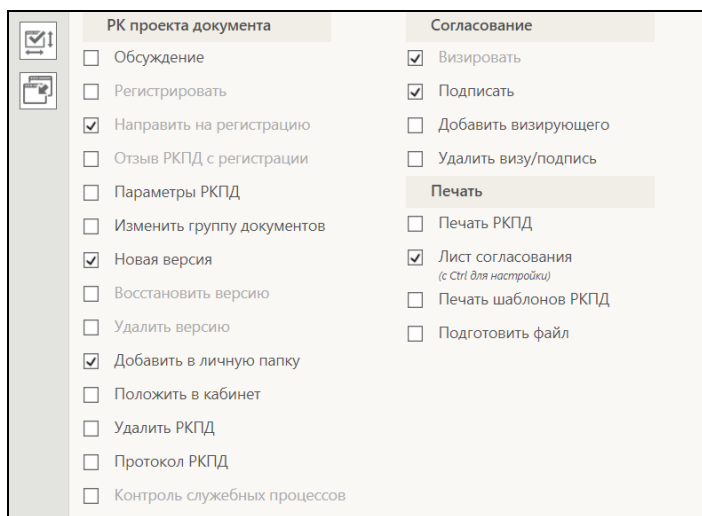 РК проекта документа
Обсуждение
Регистрировать
Направить на регистрацию
Отзыв РКПД с регистрации
Параметры РКПД
Изменить группу документов
Новая версия
Восстановить версию
Удалить версию
Добавить в личную папку
Положить в кабинет
Удалить РКПД
Протокол РКПД
Контроль служебных процессов
Согласование
Визировать
Подписать
Добавить визирующего
Удалить визу/подпись
Печать
Печать РКПД
Лист согласования
(с Ctrl для настройки)
Печать шаблонов РКПД
Подготовить файл